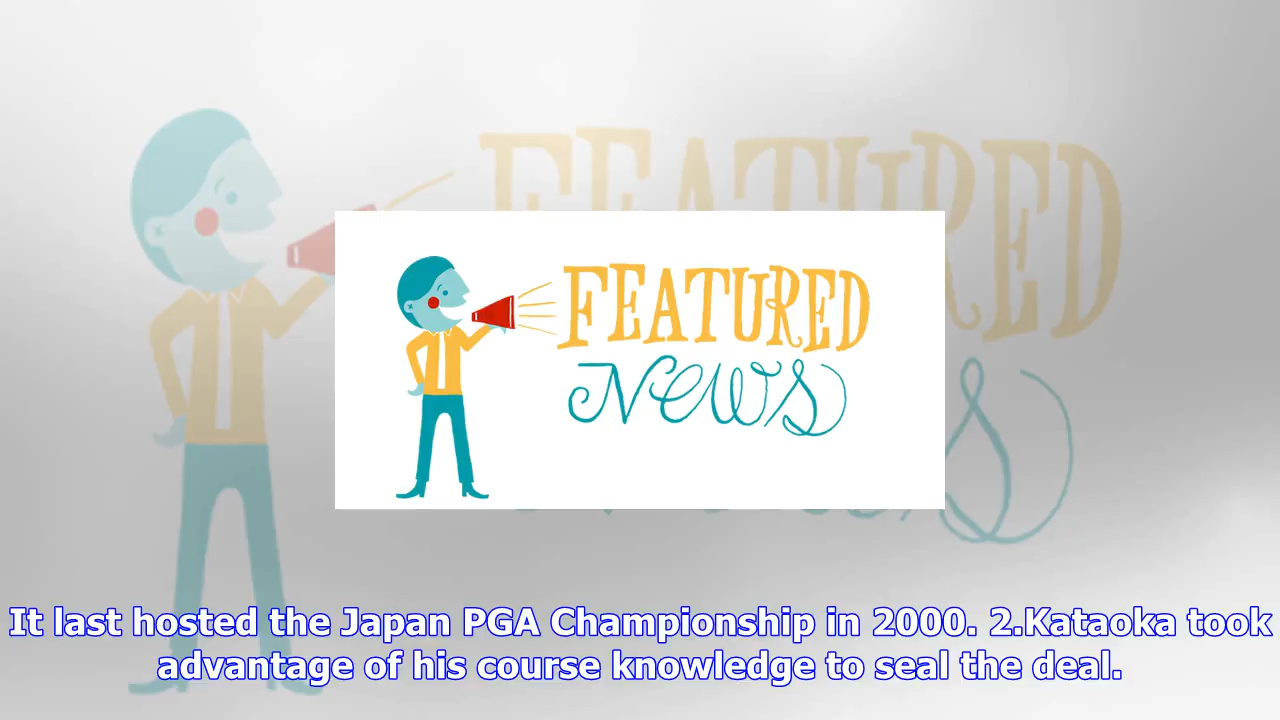 FEATURED
News
It last hosted the Japan PGA Championship in 2000. 2.Kataoka took
advantage of his course knowledge to seal the deal.